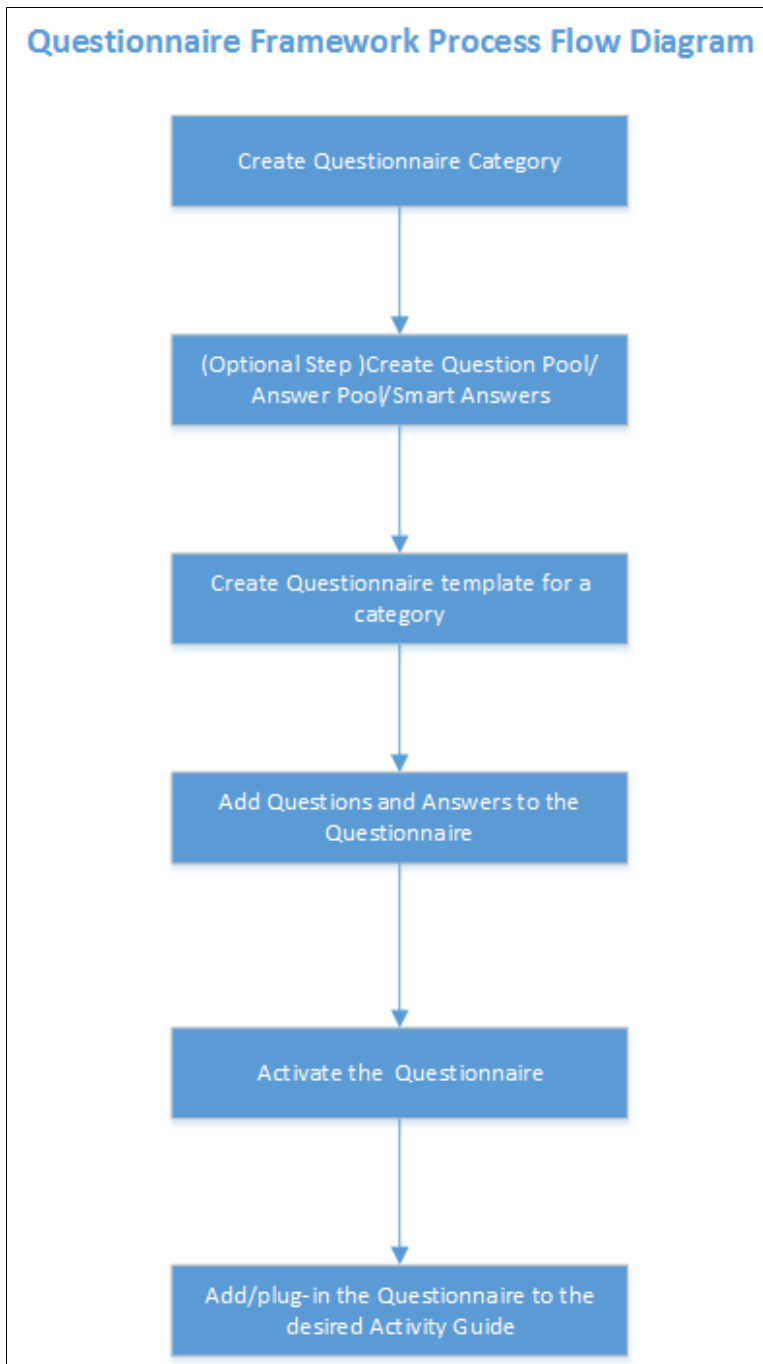 Questionnaire Framework Process Flow Diagram
Create Questionnaire Category
(Optional Step )Create Question Pool/
Answer Pool/Smart Answers
Create Questionnaire template for a
category
Add Questions and Answers to the
Questionnaire
Activate the  Questionnaire
Add/plug-in the Questionnaire to the
desired Activity Guide